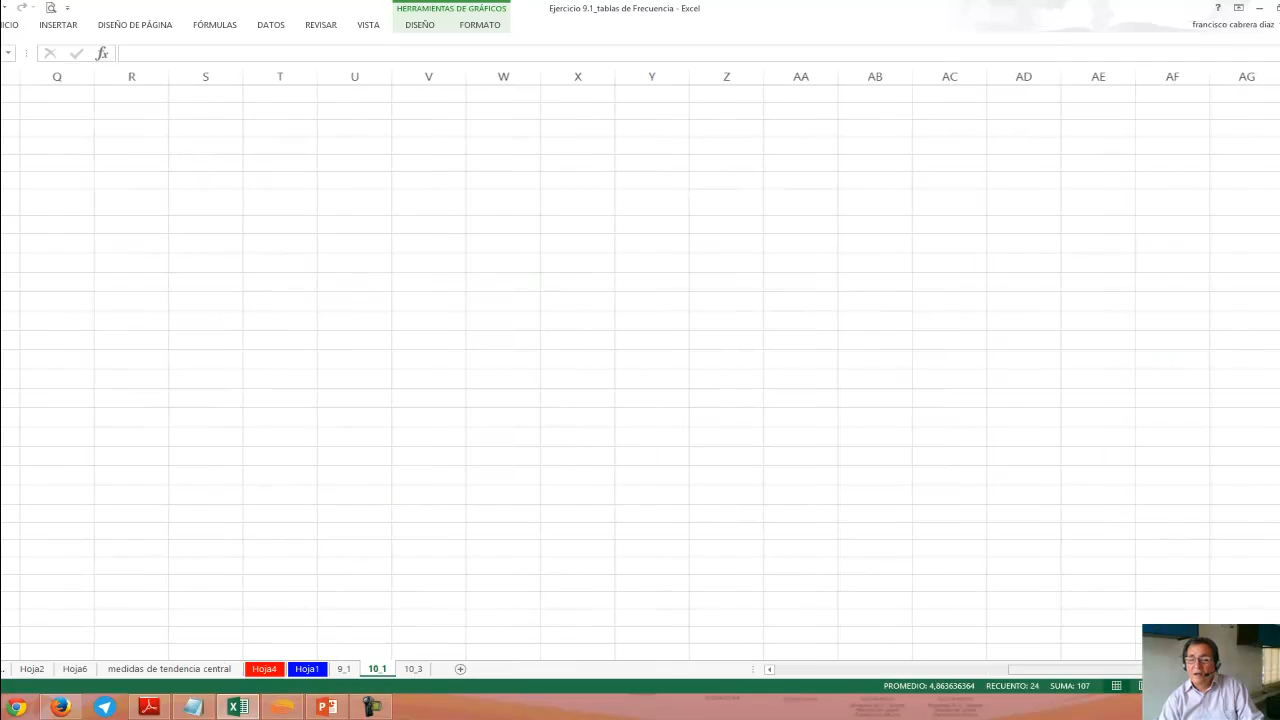 HERRAMIENTAS DE GRÁFICOS
Ejercicio 9.1_tablas de Frecuencia - Excel
?
ICIO INSERTAR DISEÑO DE PÁGINA FÓRMULAS DATOS REVISAR VISTA DISEÑO FORMATO
francisco cabrera diaz
fx
Q R S T U V W X Y Z AA AB AC AD AE AF AG
... Hoja2 Hoja6 medidas de tendencia central Hoja4 Hoja1 9_1 10_1 10_3
PROMEDIO: 4,863636364 RECUENTO: 24 SUMA: 107